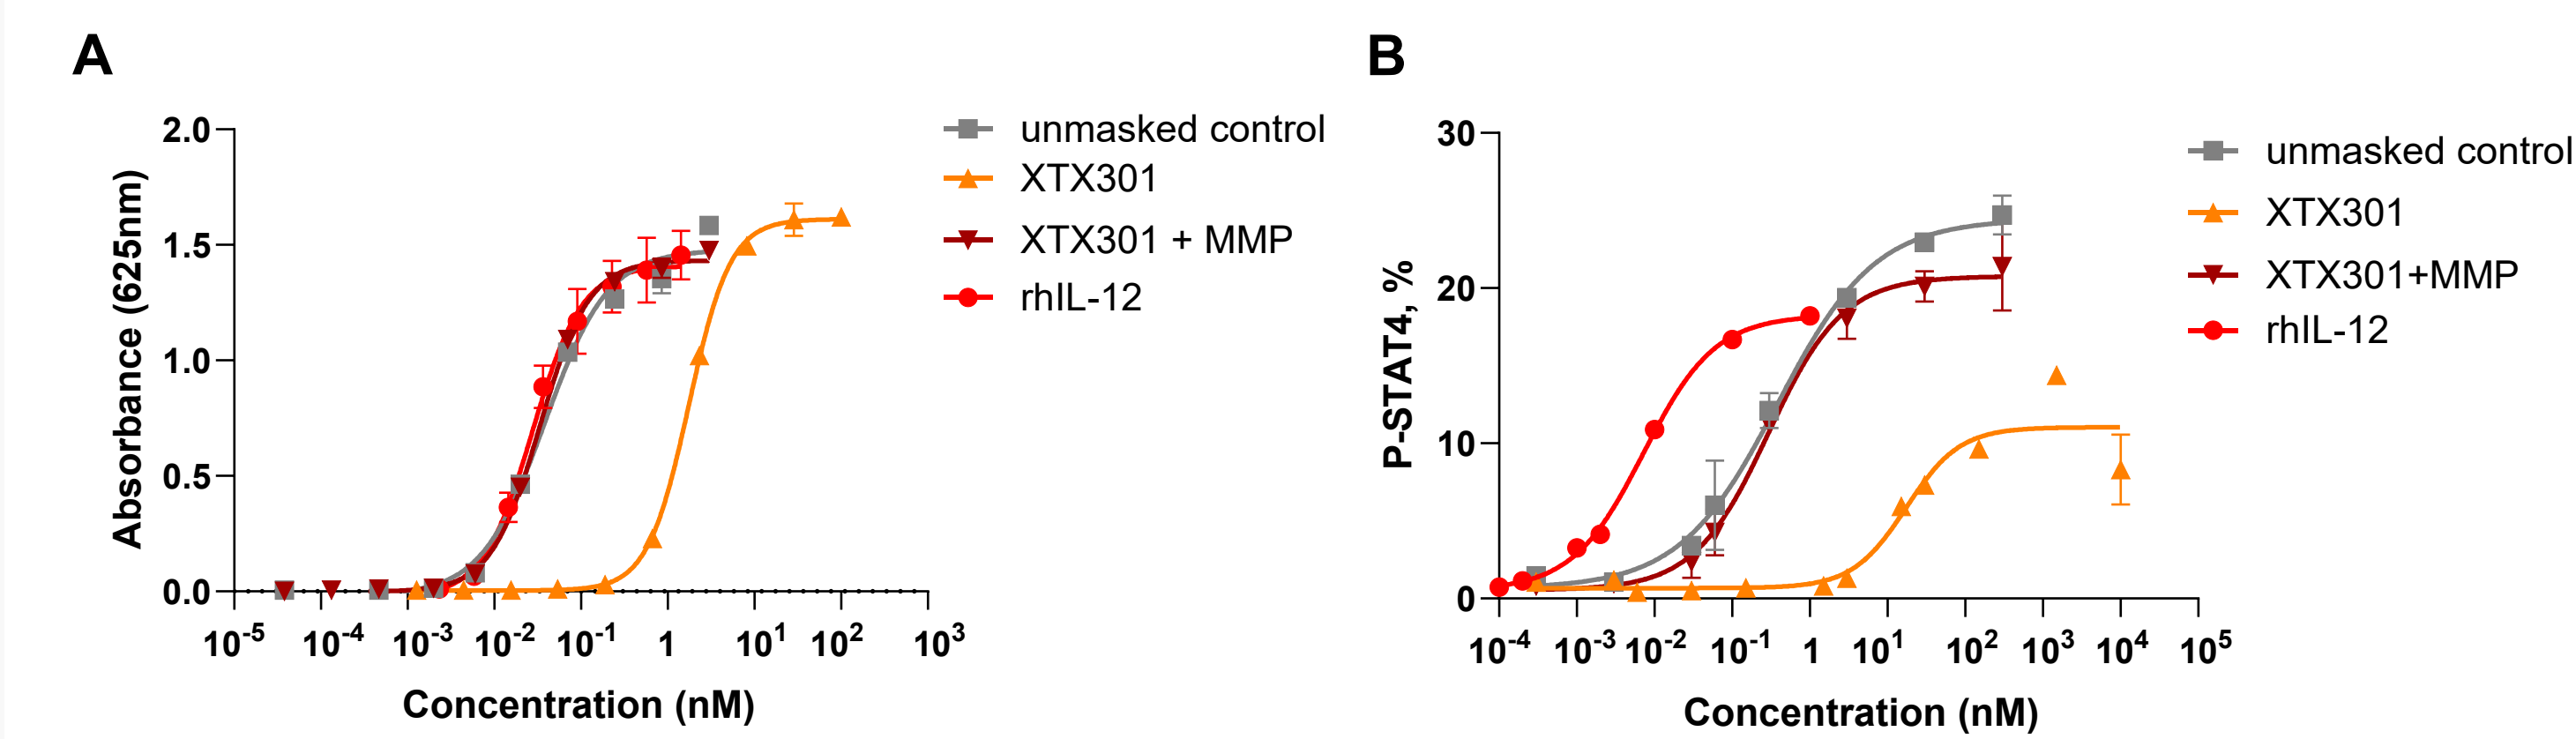 A
2.0
1.5
1.0
0.5
0.0
Absorbance (625nm)
10-5 10-4 10-3 10-2 10-1 1 101 102 103
Concentration (nM)
unmasked control
XTX301
XTX301 + MMP
rhIL-12
B
30
20
10
0
P-STAT4, %
10-4 10-3 10-2 10-1 1 101 102 103 104 105
Concentration (nM)
unmasked control
XTX301
XTX301+MMP
rhIL-12